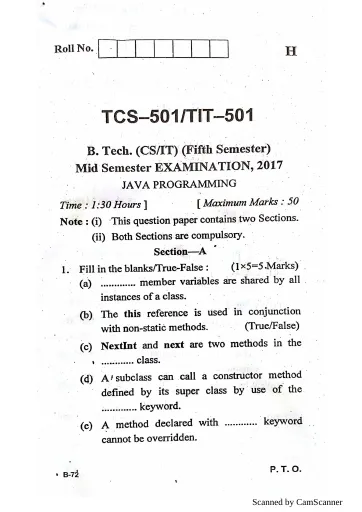 Roll No.
H
TCS–501/TIT–501
B. Tech. (CS/IT) (Fifth Semester)
Mid Semester EXAMINATION, 2017
JAVA PROGRAMMING
Time : 1:30 Hours ] [ Maximum Marks : 50
Note : (i) This question paper contains two Sections.
(ii) Both Sections are compulsory.
Section—A
1. Fill in the blanks/True-False : (1×5=5 Marks)
(a) ............. member variables are shared by all
instances of a class.
(b) The this reference is used in conjunction
with non-static methods. (True/False)
(c) NextInt and next are two methods in the
............ class.
(d) A subclass can call a constructor method
defined by its super class by use of the
............. keyword.
(e) A method declared with ............ keyword
cannot be overridden.
B-72
P. T. O.
Scanned by CamScanner